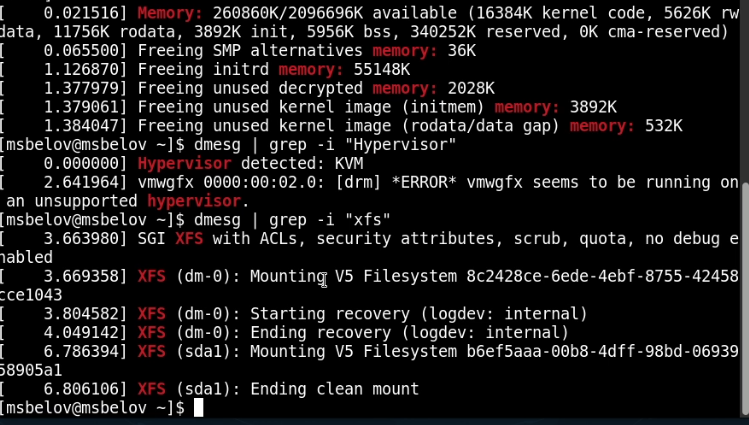 [    0.021516] Memory: 260860K/2096696K available (16384K kernel code, 5626K rw
data, 11756K rodata, 3892K init, 5956K bss, 340252K reserved, 0K cma-reserved)
[    0.065500] Freeing SMP alternatives memory: 36K
[    1.126870] Freeing initrd memory: 55148K
[    1.377979] Freeing unused decrypted memory: 2028K
[    1.379061] Freeing unused kernel image (initmem) memory: 3892K
[    1.384047] Freeing unused kernel image (rodata/data gap) memory: 532K
[msbelov@msbelov ~]$ dmesg | grep -i "Hypervisor"
[    0.000000] Hypervisor detected: KVM
[    2.641964] vmwgfx 0000:00:02.0: [drm] *ERROR* vmwgfx seems to be running on
 an unsupported hypervisor.
[msbelov@msbelov ~]$ dmesg | grep -i "xfs"
[    3.663980] SGI XFS with ACLs, security attributes, scrub, quota, no debug e
nabled
[    3.669358] XFS (dm-0): Mounting V5 Filesystem 8c2428ce-6ede-4ebf-8755-42458
cce1043
[    3.804582] XFS (dm-0): Starting recovery (logdev: internal)
[    4.049142] XFS (dm-0): Ending recovery (logdev: internal)
[    6.786394] XFS (sda1): Mounting V5 Filesystem b6ef5aaa-00b8-4dff-98bd-06939
58905a1
[    6.806106] XFS (sda1): Ending clean mount
[msbelov@msbelov ~]$